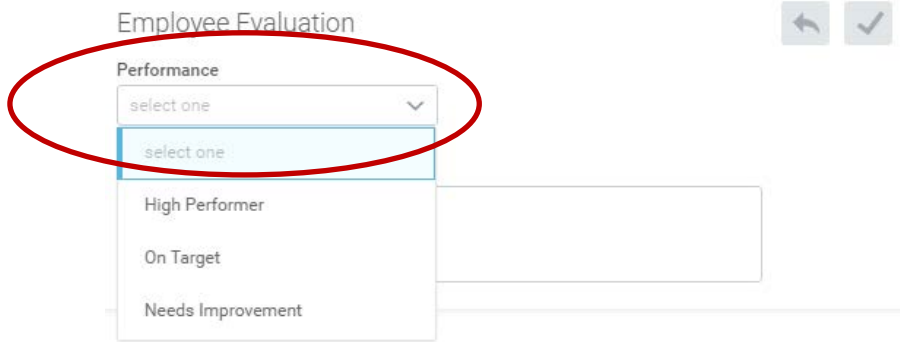 Employee Evaluation
Performance
select one
select one
High Performer
On Target
Needs Improvement